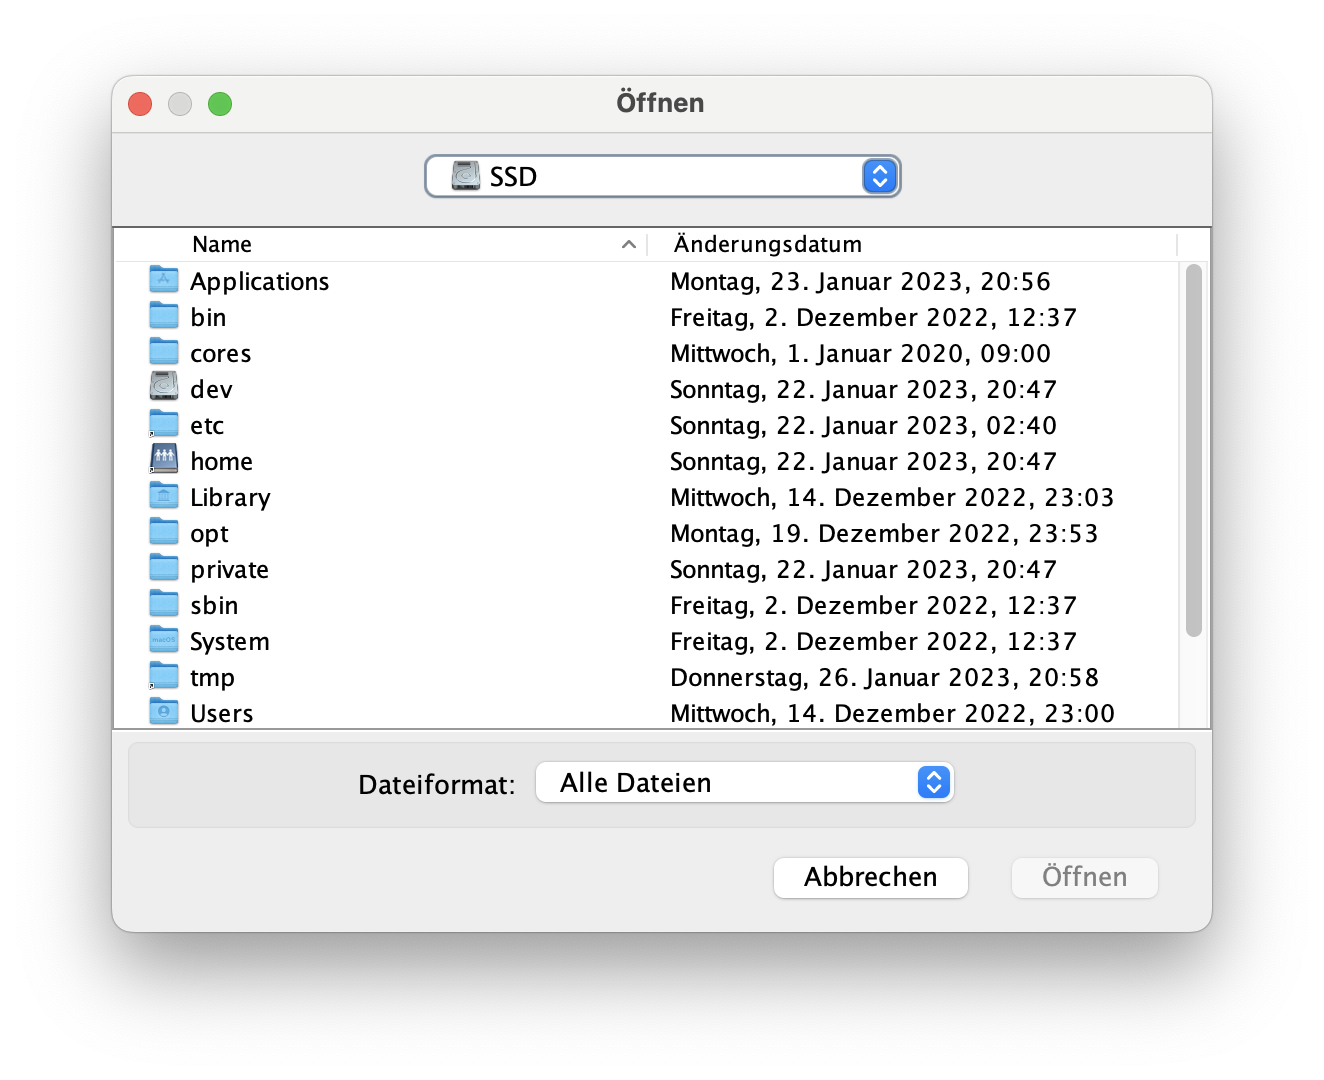 Öffnen
SSD
Name Änderungsdatum
Applications Montag, 23. Januar 2023, 20:56
bin Freitag, 2. Dezember 2022, 12:37
cores Mittwoch, 1. Januar 2020, 09:00
dev Sonntag, 22. Januar 2023, 20:47
etc Sonntag, 22. Januar 2023, 02:40
home Sonntag, 22. Januar 2023, 20:47
Library Mittwoch, 14. Dezember 2022, 23:03
opt Montag, 19. Dezember 2022, 23:53
private Sonntag, 22. Januar 2023, 20:47
sbin Freitag, 2. Dezember 2022, 12:37
System Freitag, 2. Dezember 2022, 12:37
tmp Donnerstag, 26. Januar 2023, 20:58
Users Mittwoch, 14. Dezember 2022, 23:00
Dateiformat: Alle Dateien
Abbrechen Öffnen